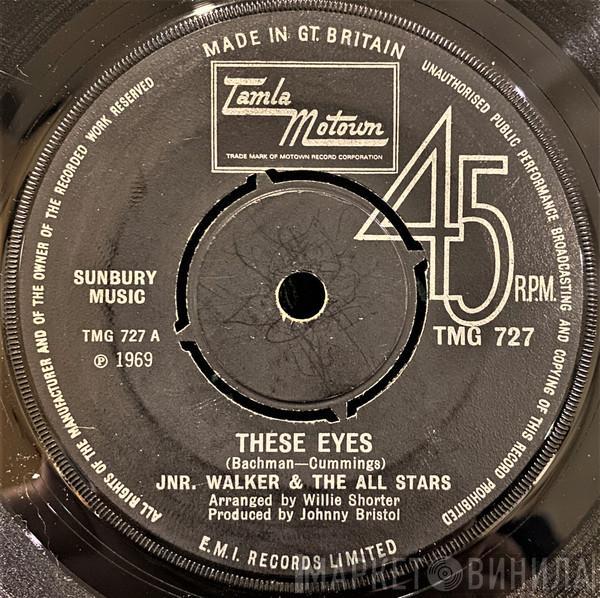 MADE IN GT. BRITAIN
UNAUTHORISED PUBLIC PERFORMANCE BROADCASTING AND COPYING OF THIS RECORD PROHIBITED
ALL RIGHTS OF THE MANUFACTURER AND OF THE OWNER OF THE RECORDED WORK RESERVED
Tamla
Motown
TRADE MARK OF MOTOWN RECORD CORPORATION
45
R.P.M.
SUNBURY
MUSIC
TMG 727 A
℗ 1969
TMG 727
THESE EYES
(Bachman—Cummings)
JNR. WALKER & THE ALL STARS
Arranged by Willie Shorter
Produced by Johnny Bristol
E.M.I. RECORDS LIMITED
МАРКЕТ ВИНИЛА